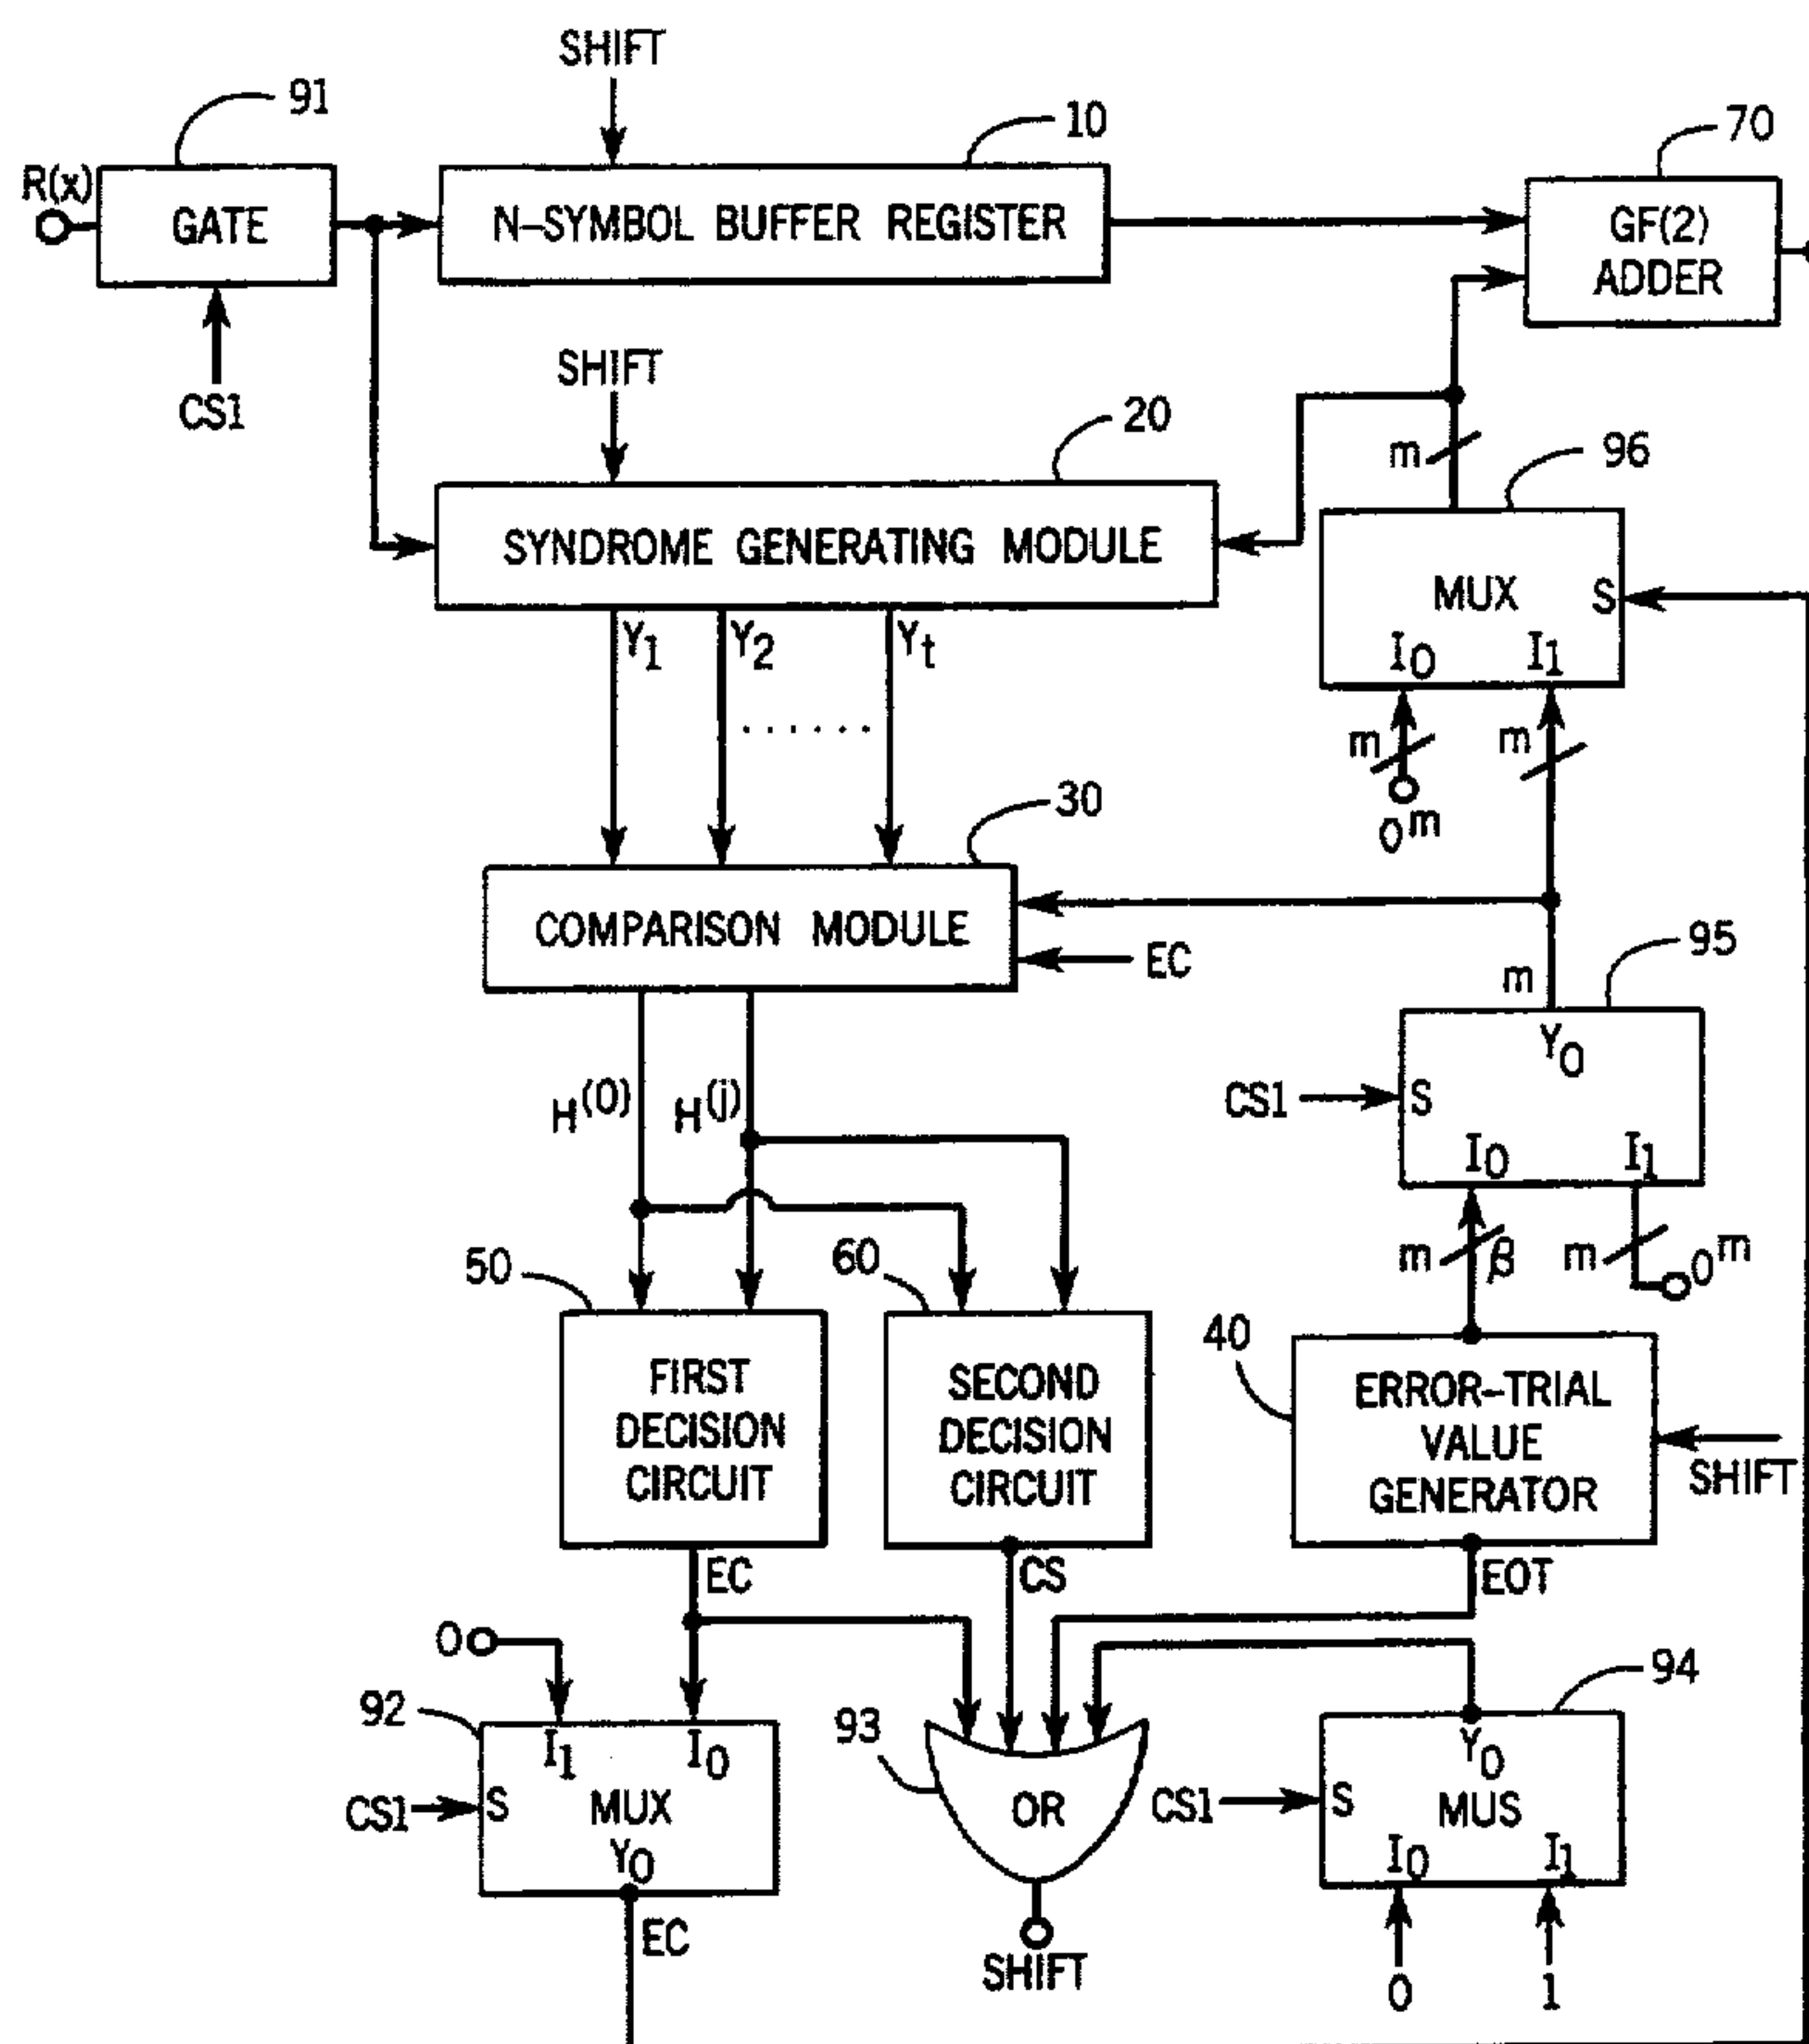 SHIFT
91
10
70
R(x)
GATE
N-SYMBOL BUFFER REGISTER
GF(2)
ADDER
CS1
SHIFT
20
m
96
SYNDROME GENERATING MODULE
MUX
S
Y1
Y2
Yt
I0
I1
......
m
m
0m
30
COMPARISON MODULE
EC
95
m
Y0
H(0)
H(j)
CS1
S
I0
I1
m
β
m
0m
50
60
40
FIRST
DECISION
CIRCUIT
SECOND
DECISION
CIRCUIT
ERROR-TRIAL
VALUE
GENERATOR
SHIFT
EC
CS
EOT
0
92
93
94
I1
I0
Y0
CS1
S
MUX
OR
CS1
S
MUS
Y0
I0
I1
EC
SHIFT
0
1